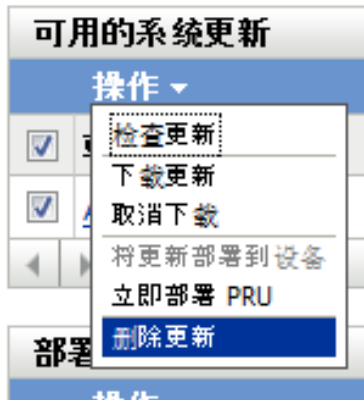 可用的系统更新
操作
检查更新
下载更新
取消下载
将更新部署到设备
立即部署 PRU
删除更新
部署
操作